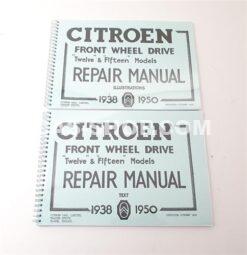 CITROEN
FRONT WHEEL DRIVE
"Twelve" & Fifteen" Models
REPAIR MANUAL
ILLUSTRATIONS
1938 1950
CITROEN
FRONT WHEEL DRIVE
"Twelve" & Fifteen" Models
REPAIR MANUAL
TEXT
1938 1950